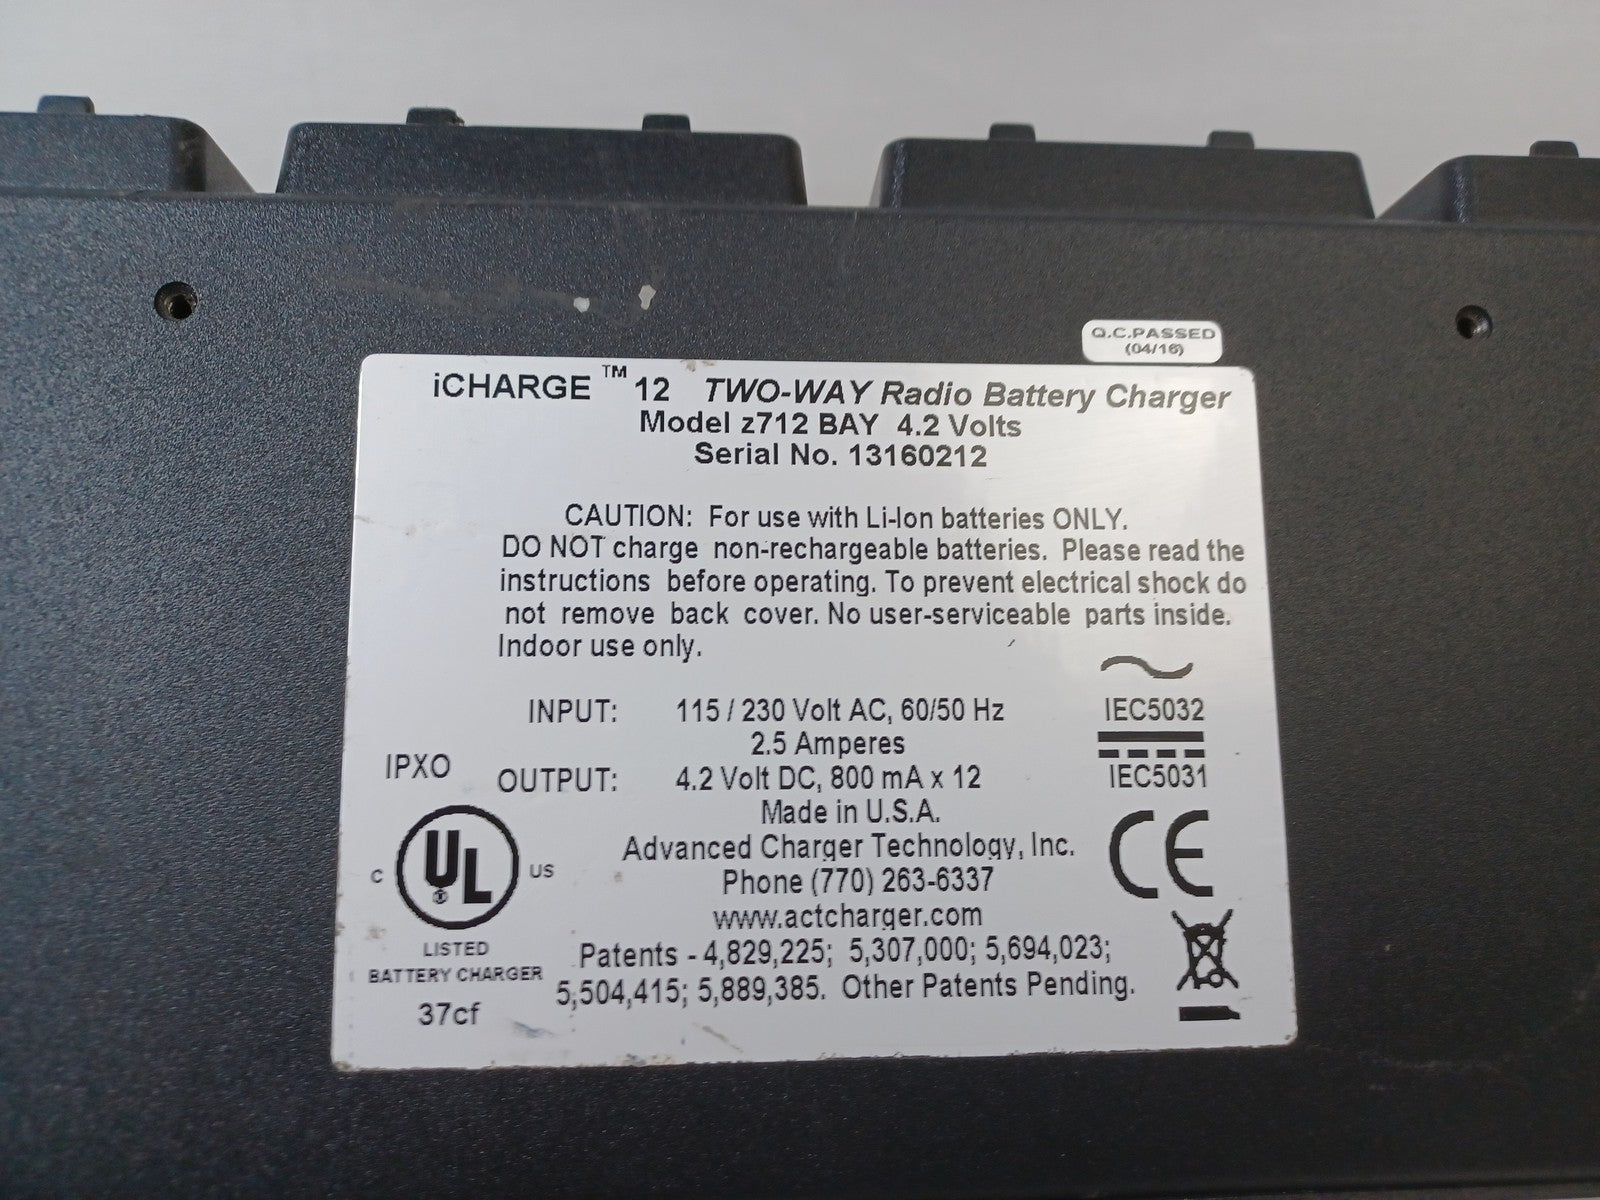 Q.C.PASSED
(04/16)
iCHARGE ™ 12 TWO-WAY Radio Battery Charger
Model z712 BAY 4.2 Volts
Serial No. 13160212
CAUTION: For use with Li-Ion batteries ONLY.
DO NOT charge non-rechargeable batteries. Please read the
instructions before operating. To prevent electrical shock do
not remove back cover. No user-serviceable parts inside.
Indoor use only.
INPUT: 115 / 230 Volt AC, 60/50 Hz
IEC5032
2.5 Amperes
IPXO
OUTPUT: 4.2 Volt DC, 800 mA x 12
IEC5031
Made in U.S.A.
Advanced Charger Technology, Inc.
Phone (770) 263-6337
www.actcharger.com
CE
C UL ® US
LISTED
BATTERY CHARGER
37cf
Patents - 4,829,225; 5,307,000; 5,694,023;
5,504,415; 5,889,385. Other Patents Pending.